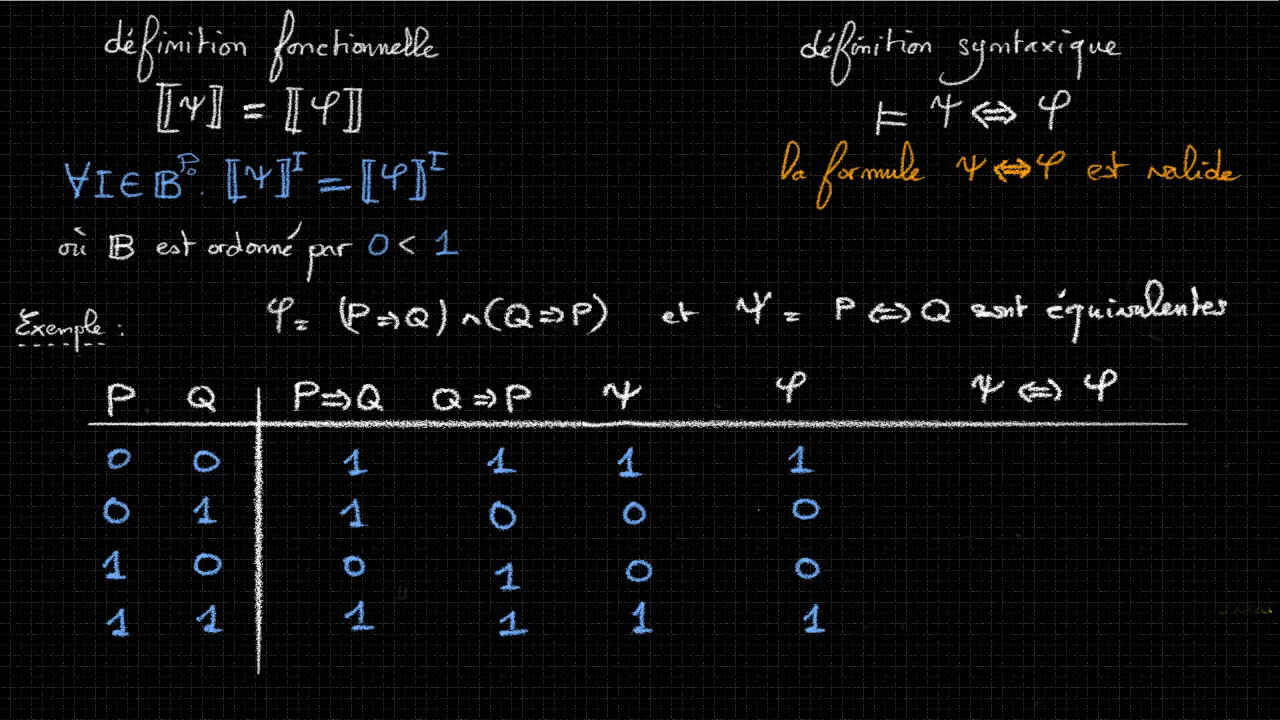 définition fonctionnelle
définition syntaxique
⟦Ψ⟧ = ⟦φ⟧
⊨ Ψ ⇔ φ
∀I ∈ 𝔹^P₀. ⟦Ψ⟧^I = ⟦φ⟧^I
la formule Ψ ⇔ φ est valide
où 𝔹 est ordonné par 0 < 1
Exemple : φ = (P ⇒ Q) ∧ (Q ⇒ P) et Ψ = P ⇔ Q sont équivalentes
P Q P⇒Q Q⇒P Ψ φ Ψ ⇔ φ
0 0 1 1 1 1
0 1 1 0 0 0
1 0 0 1 0 0
1 1 1 1 1 1